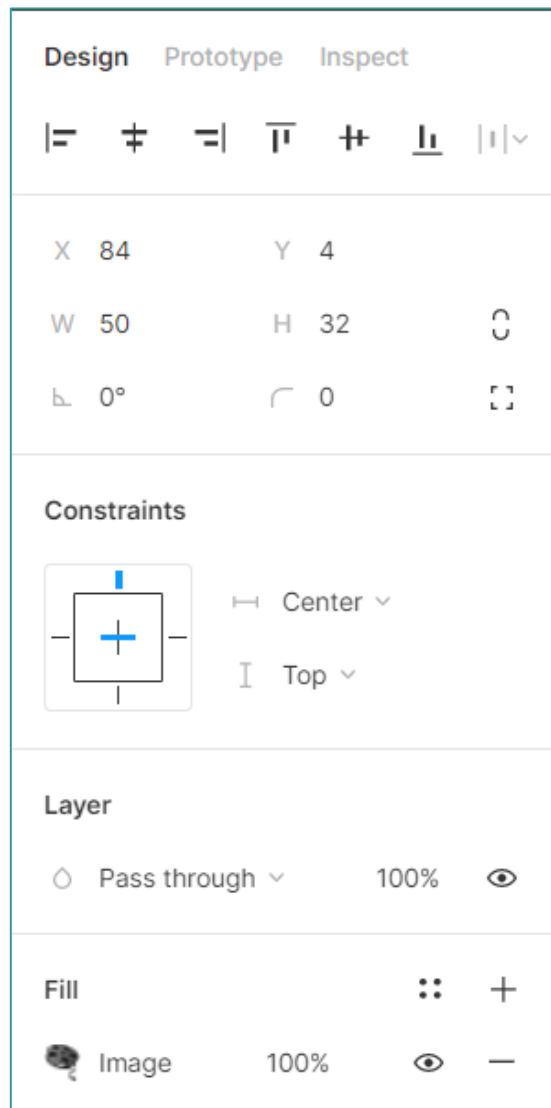 Design Prototype Inspect
X 84 Y 4
W 50 H 32
0° 0
Constraints
Center
Top
Layer
Pass through 100%
Fill
Image 100%